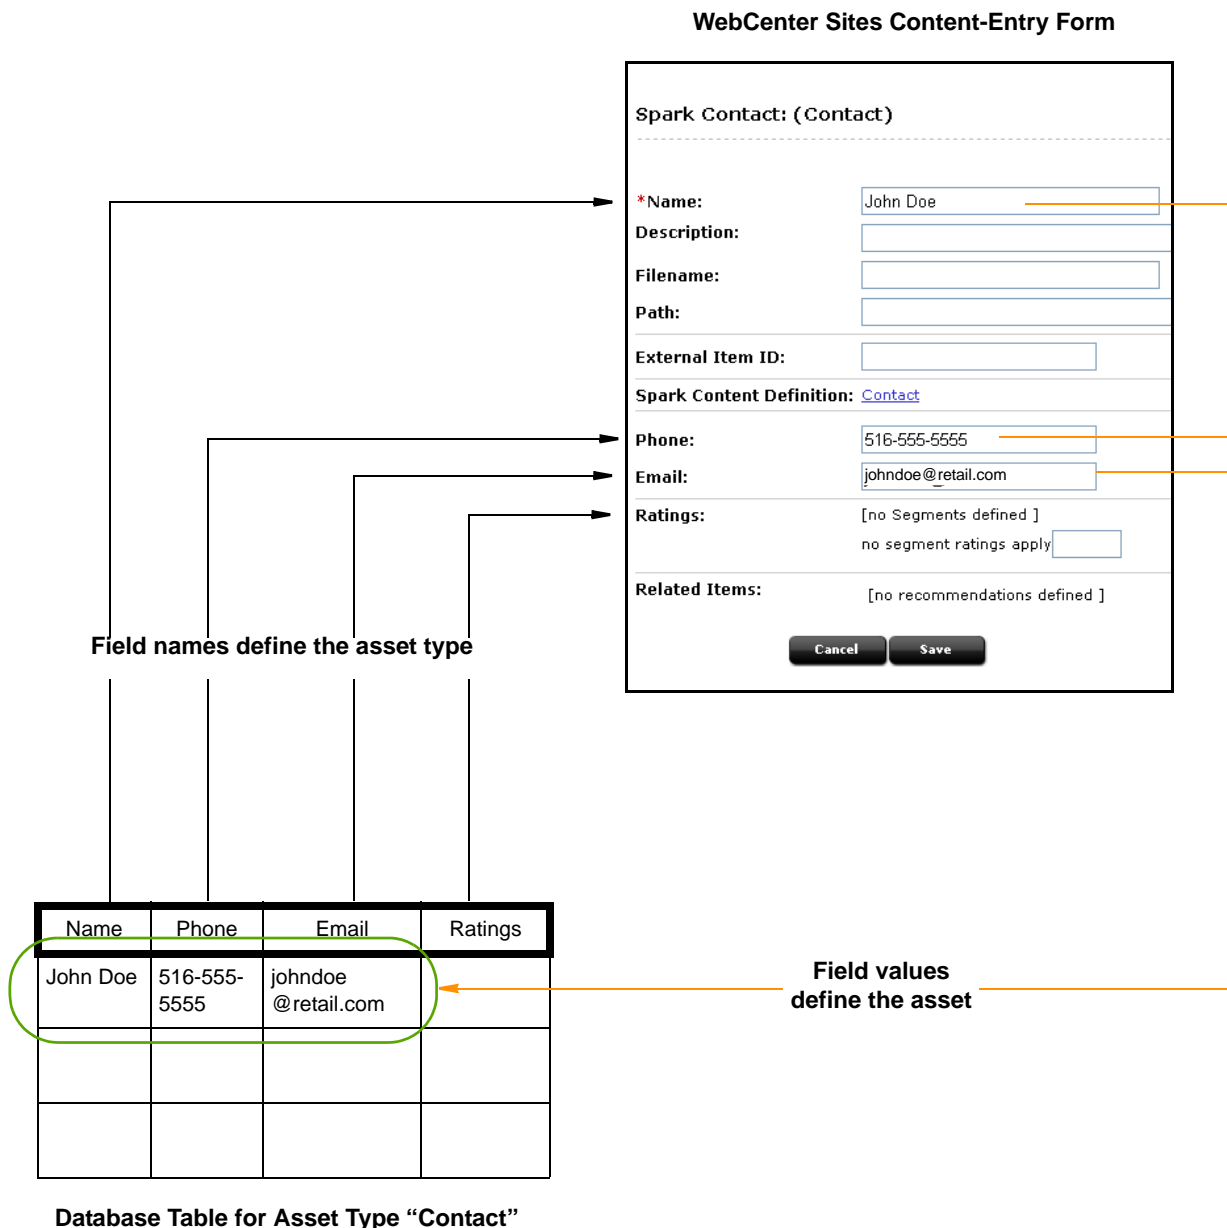 WebCenter Sites Content-Entry Form
Spark Contact: (Contact)
*Name: John Doe
Description:
Filename:
Path:
External Item ID:
Spark Content Definition: Contact
Phone: 516-555-5555
Email: johndoe@retail.com
Ratings: [no Segments defined ]
no segment ratings apply
Related Items: [no recommendations defined ]
Cancel Save
Field names define the asset type
Name Phone Email Ratings
John Doe 516-555- johndoe
5555 @retail.com
Field values
define the asset
Database Table for Asset Type “Contact”